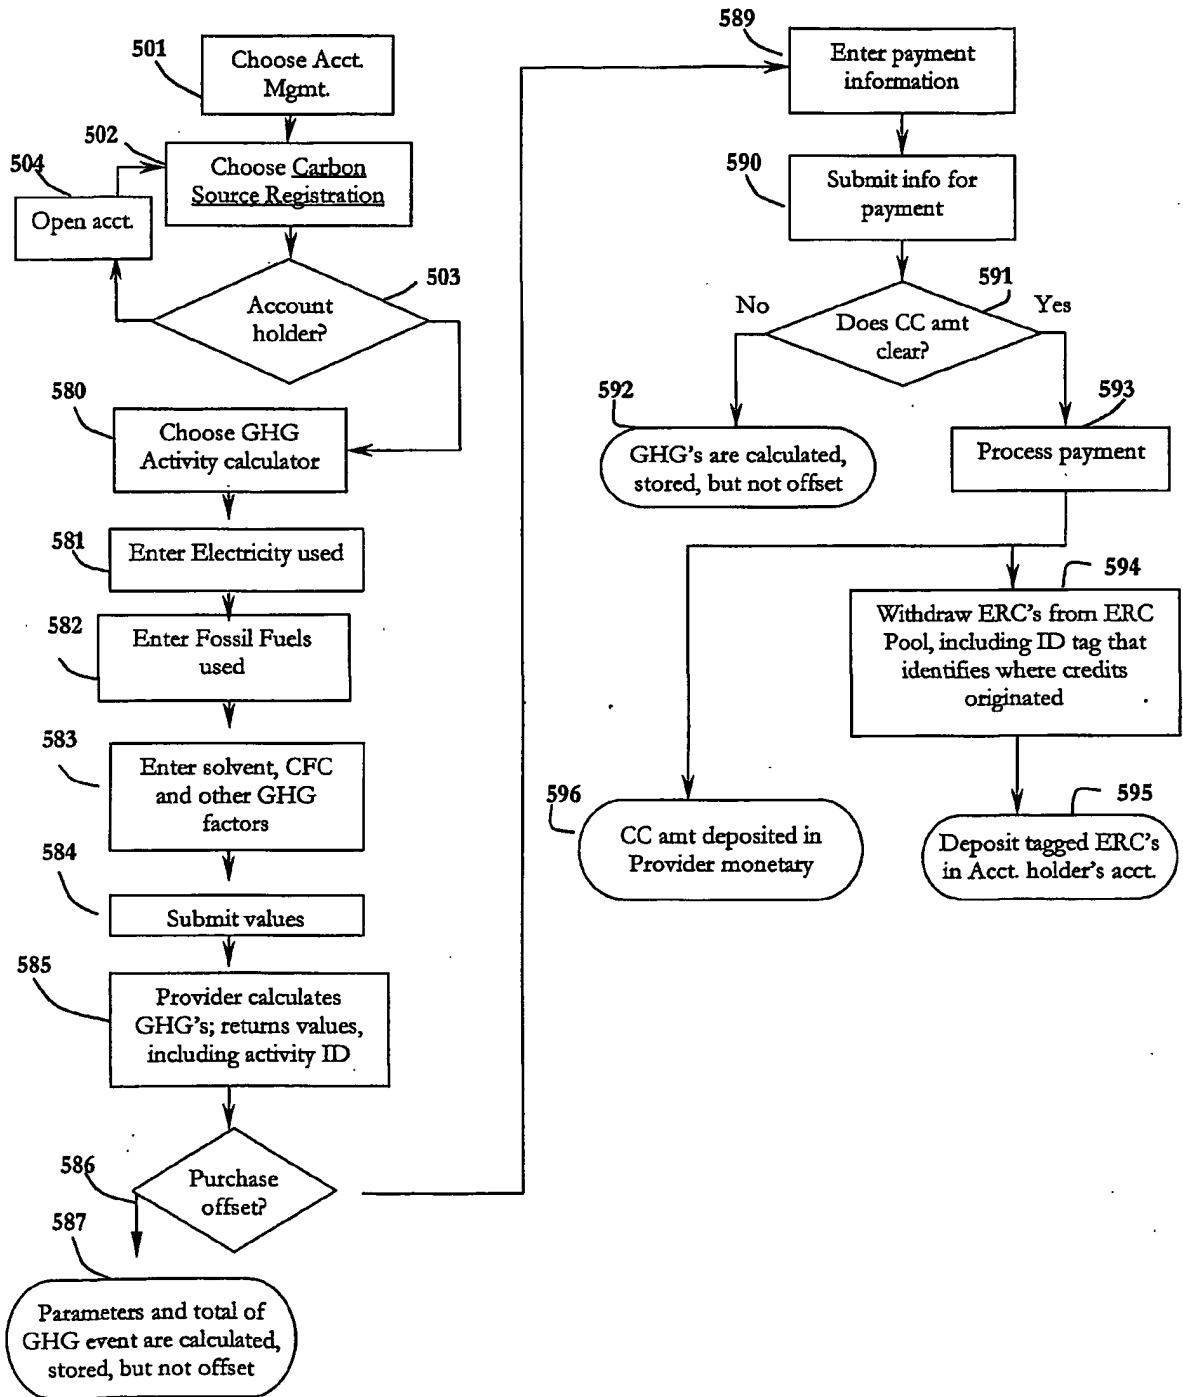 501
Choose Acct.
Mgmt.
502
Choose Carbon
Source Registration
504
Open acct.
503
Account
holder?
580
Choose GHG
Activity calculator
581
Enter Electricity used
582
Enter Fossil Fuels
used
583
Enter solvent, CFC
and other GHG
factors
584
Submit values
585
Provider calculates
GHG's; returns values,
including activity ID
586
Purchase
offset?
587
Parameters and total of
GHG event are calculated,
stored, but not offset
589
Enter payment
information
590
Submit info for
payment
591
No
Yes
Does CC amt
clear?
592
GHG's are calculated,
stored, but not offset
593
Process payment
594
Withdraw ERC's from ERC
Pool, including ID tag that
identifies where credits
originated
596
CC amt deposited in
Provider monetary
595
Deposit tagged ERC's
in Acct. holder's acct.